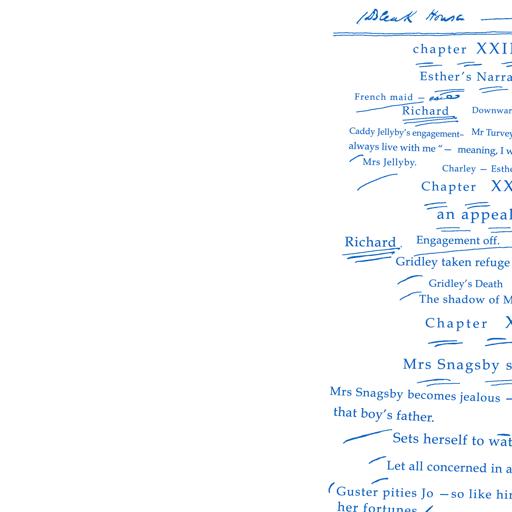 Bleak House
chapter XXII
Esther's Narra
French maid –
Richard Downwar
Caddy Jellyby's engagement– Mr Turvey
always live with me " — meaning, I w
Mrs Jellyby.
Charley – Esthe
Chapter XX
an appeal
Richard. Engagement off.
Gridley taken refuge
Gridley's Death
The shadow of M
Chapter X
Mrs Snagsby s
Mrs Snagsby becomes jealous –
that boy's father.
Sets herself to wat
Let all concerned in a
Guster pities Jo — so like hin
her fortunes